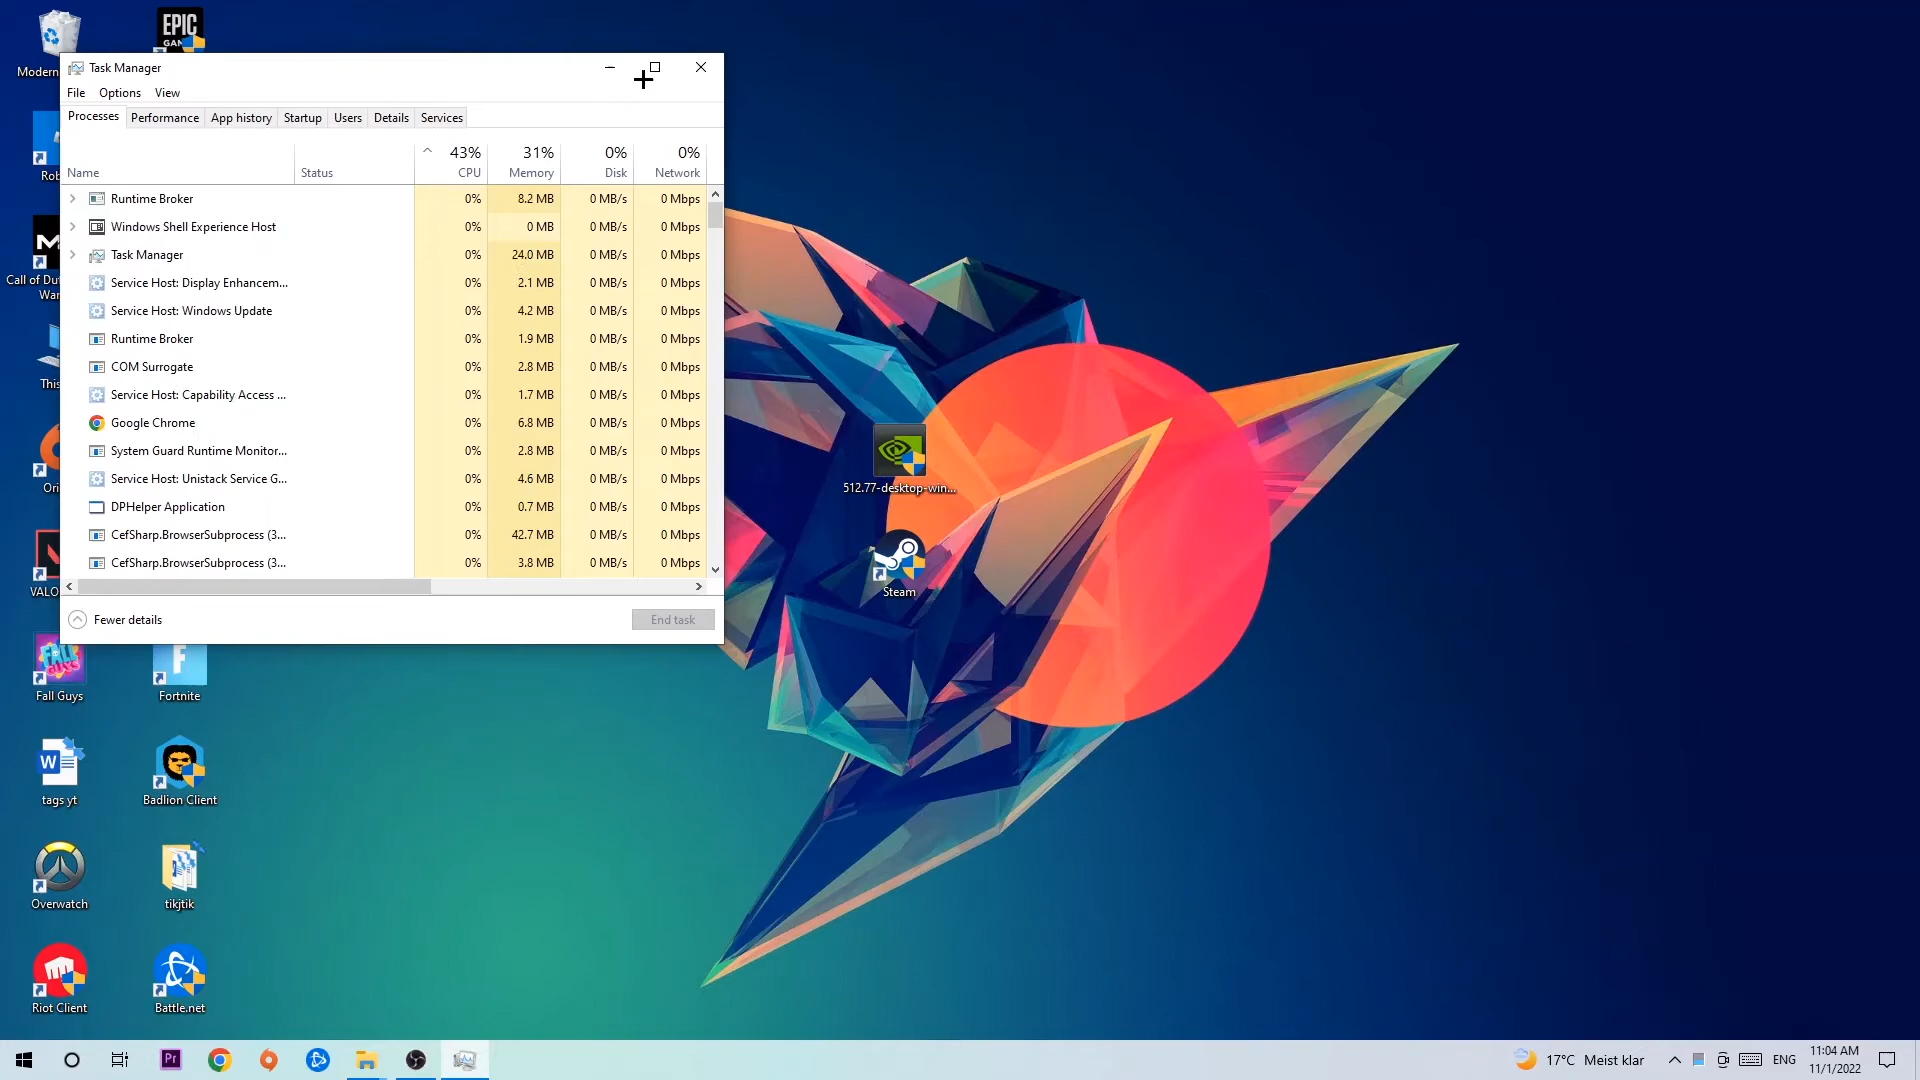 Modern
EPIC
GAM
Task Manager
File Options View
Processes Performance App history Startup Users Details Services
43% 31% 0% 0%
Name Status CPU Memory Disk Network
Runtime Broker 0% 8.2 MB 0 MB/s 0 Mbps
Windows Shell Experience Host 0% 0 MB 0 MB/s 0 Mbps
Task Manager 0% 24.0 MB 0 MB/s 0 Mbps
Service Host: Display Enhancem... 0% 2.1 MB 0 MB/s 0 Mbps
Service Host: Windows Update 0% 4.2 MB 0 MB/s 0 Mbps
Runtime Broker 0% 1.9 MB 0 MB/s 0 Mbps
COM Surrogate 0% 2.8 MB 0 MB/s 0 Mbps
Service Host: Capability Access ... 0% 1.7 MB 0 MB/s 0 Mbps
Google Chrome 0% 6.8 MB 0 MB/s 0 Mbps
System Guard Runtime Monitor... 0% 2.8 MB 0 MB/s 0 Mbps
Service Host: Unistack Service G... 0% 4.6 MB 0 MB/s 0 Mbps
DPHelper Application 0% 0.7 MB 0 MB/s 0 Mbps
CefSharp.BrowserSubprocess (3... 0% 42.7 MB 0 MB/s 0 Mbps
CefSharp.BrowserSubprocess (3... 0% 3.8 MB 0 MB/s 0 Mbps
Fewer details End task
Rob
Call of Du
War
This
Ori
VALO
512.77-desktop-win...
Steam
Fall Guys
Fortnite
tags yt
Badlion Client
Overwatch
tikjtik
Riot Client
Battle.net
Pr
17°C Meist klar
ENG
11:04 AM
11/1/2022